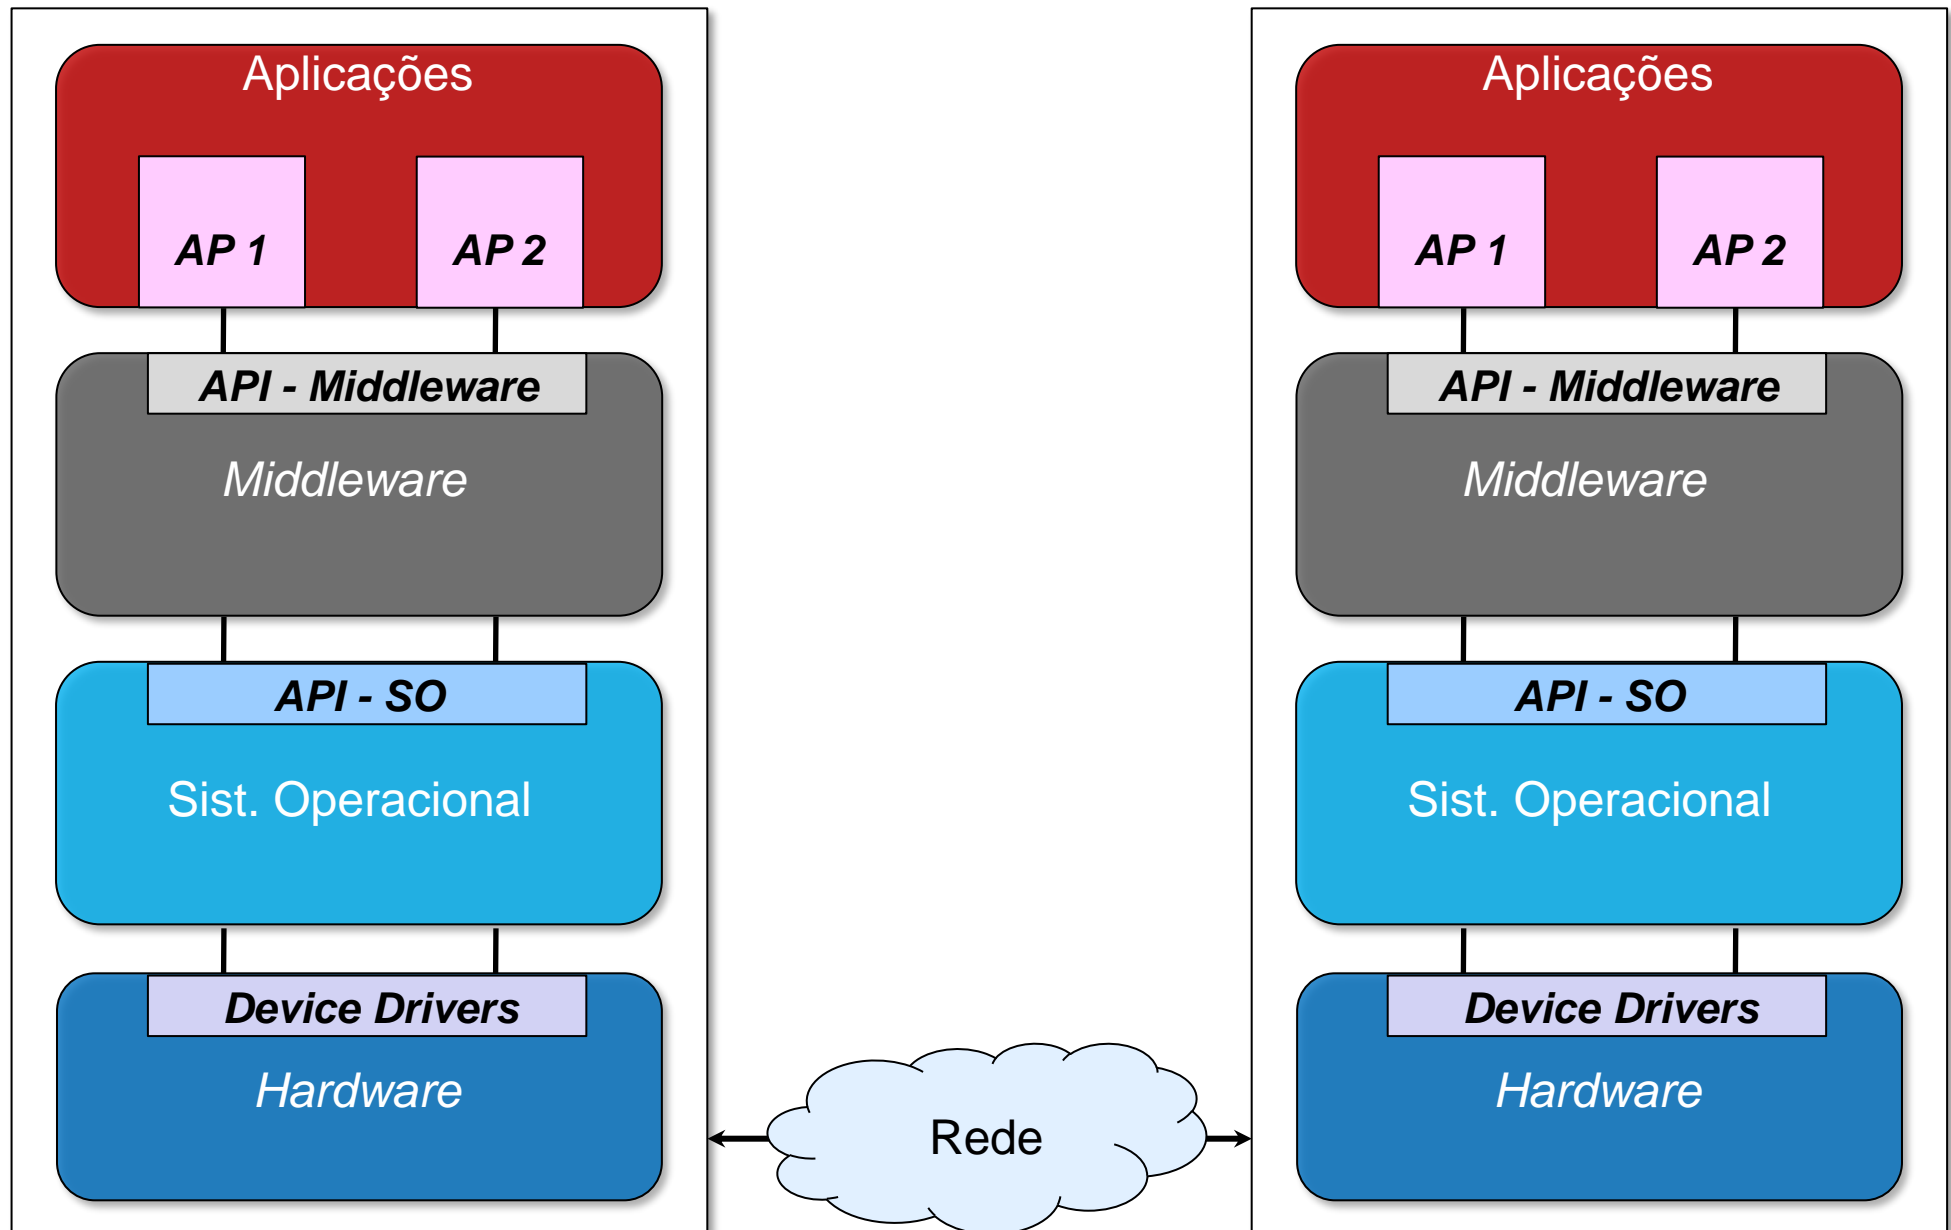 Aplicações
AP 1
AP 2
API - Middleware
Middleware
API - SO
Sist. Operacional
Device Drivers
Hardware
Rede
Aplicações
AP 1
AP 2
API - Middleware
Middleware
API - SO
Sist. Operacional
Device Drivers
Hardware